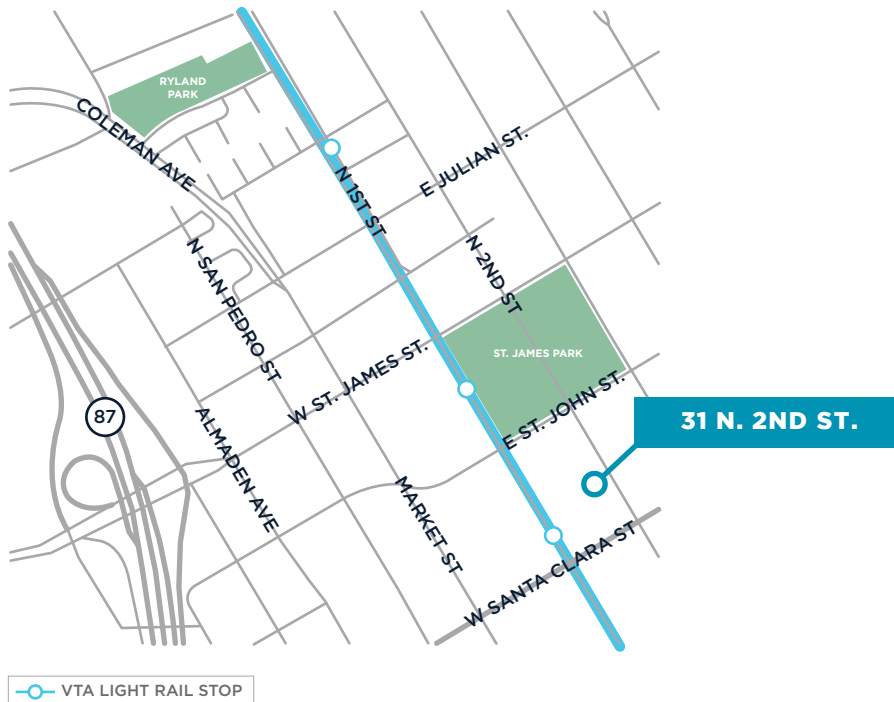 RYLAND
PARK
COLEMAN AVE
E JULIAN ST.
N 1ST ST
N 2ND ST
N SAN PEDRO ST
ST. JAMES PARK
W ST. JAMES ST.
E ST. JOHN ST.
87
31 N. 2ND ST.
ALMADEN AVE
MARKET ST
W SANTA CLARA ST
VTA LIGHT RAIL STOP